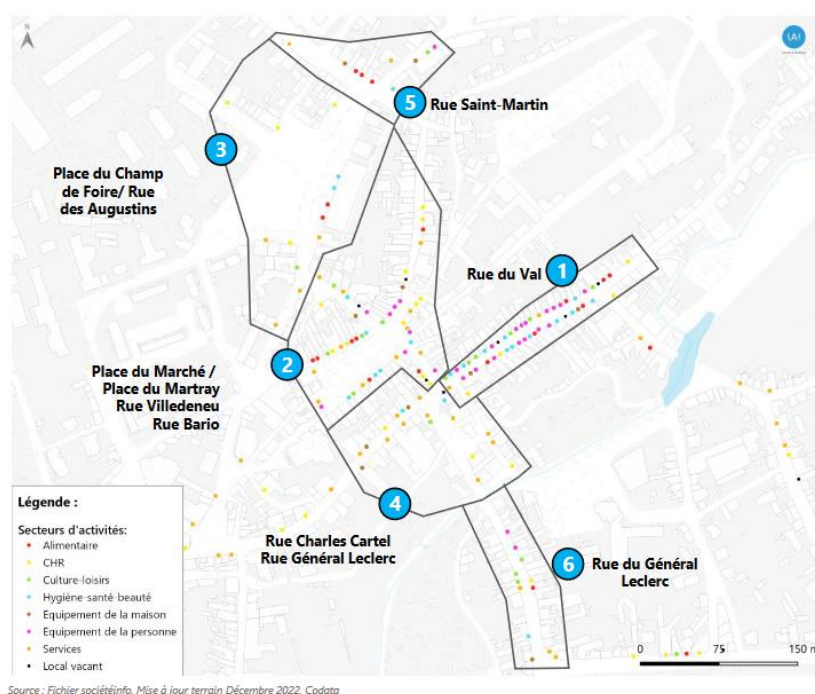 N
(A)
5
Rue Saint-Martin
3
Place du Champ
de Foire/ Rue
des Augustins
Rue du Val
1
2
Place du Marché /
Place du Martray
Rue Villedeneu
Rue Bario
4
Rue Charles Cartel
Rue Général Leclerc
6
Rue du Général
Leclerc
Légende :
Secteurs d'activités:
Alimentaire
CHR
Culture-loisirs
Hygiène-santé-beauté
Equipement de la maison
Equipement de la personne
Services
Local vacant
0 75 150 m
Source : Fichier sociétéinfo. Mise à jour terrain Décembre 2022. Codata